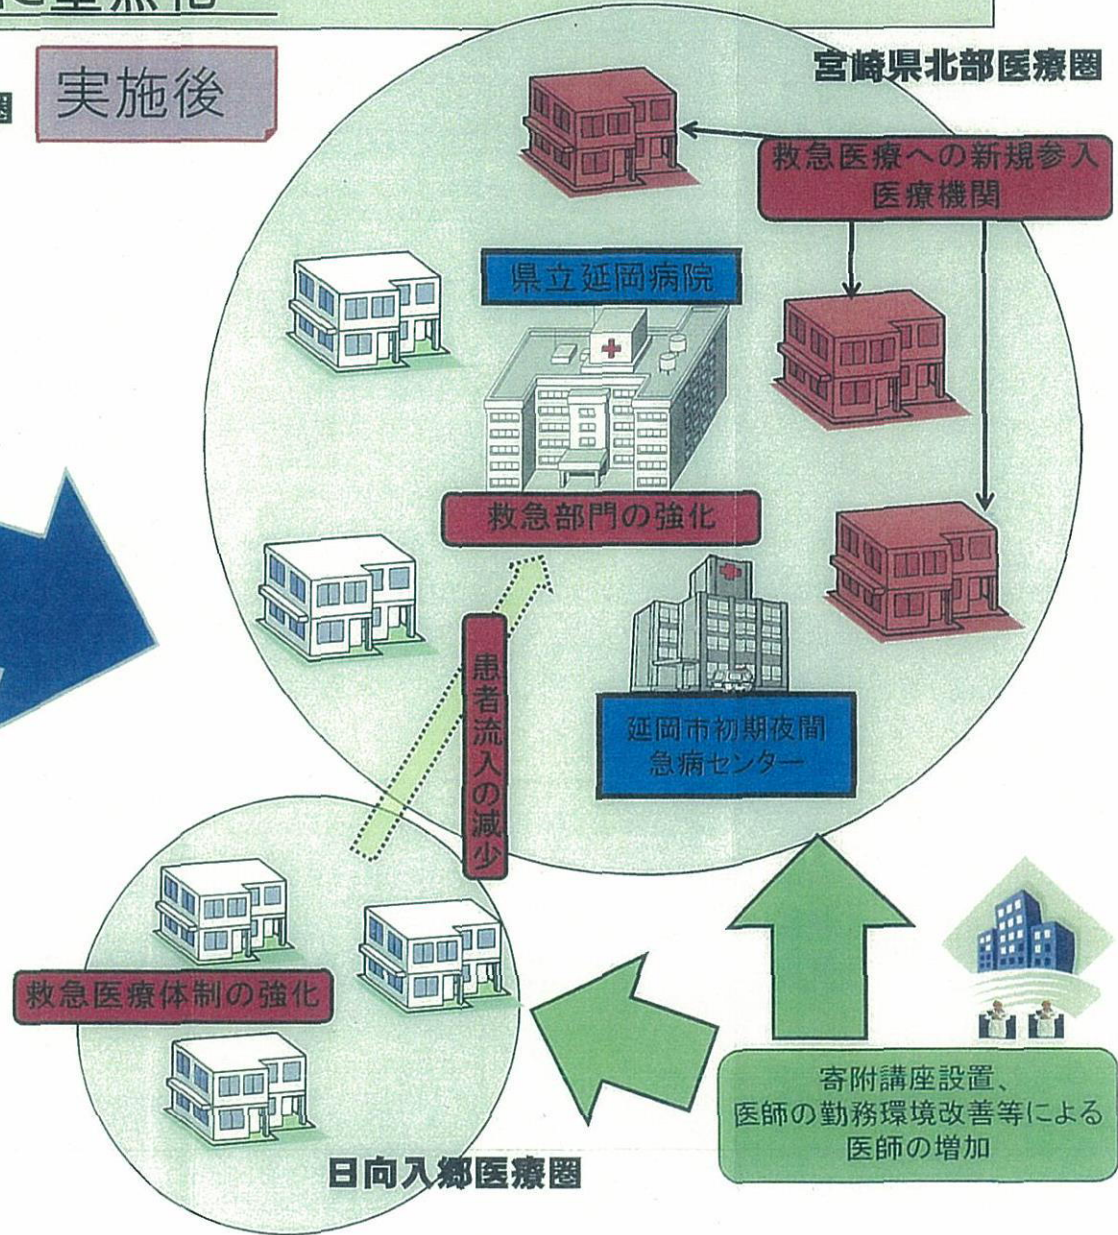 に重点化
圏
実施後
宮崎県北部医療圏
救急医療への新規参入
医療機関
県立延岡病院
救急部門の強化
延岡市初期夜間
急病センター
患者流入の減少
救急医療体制の強化
日向入郷医療圏
寄附講座設置、
医師の勤務環境改善等による
医師の増加